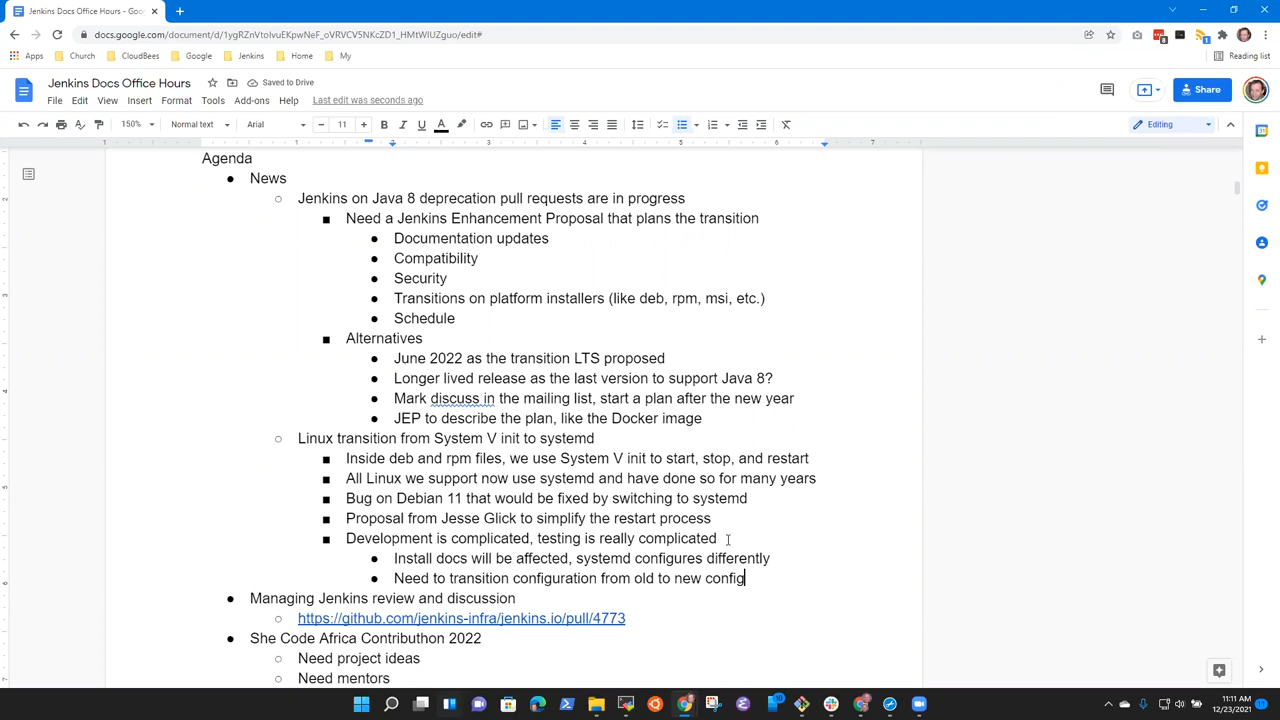 Jenkins Docs Office Hours - Goo
docs.google.com/document/d/1ygRZnVtoIvuEKpwNeF_oVRVCV5NKcZD1_HMtWIUZguo/edit#
Apps Church CloudBees Google Jenkins Home My Reading list
Jenkins Docs Office Hours Saved to Drive
File Edit View Insert Format Tools Add-ons Help Last edit was seconds ago
Share
150% Normal text Arial 11 Editing
Agenda
News
Jenkins on Java 8 deprecation pull requests are in progress
Need a Jenkins Enhancement Proposal that plans the transition
Documentation updates
Compatibility
Security
Transitions on platform installers (like deb, rpm, msi, etc.)
Schedule
Alternatives
June 2022 as the transition LTS proposed
Longer lived release as the last version to support Java 8?
Mark discuss in the mailing list, start a plan after the new year
JEP to describe the plan, like the Docker image
Linux transition from System V init to systemd
Inside deb and rpm files, we use System V init to start, stop, and restart
All Linux we support now use systemd and have done so for many years
Bug on Debian 11 that would be fixed by switching to systemd
Proposal from Jesse Glick to simplify the restart process
Development is complicated, testing is really complicated
Install docs will be affected, systemd configures differently
Need to transition configuration from old to new config
Managing Jenkins review and discussion
https://github.com/jenkins-infra/jenkins.io/pull/4773
She Code Africa Contributhon 2022
Need project ideas
Need mentors
11:11 AM
12/23/2021